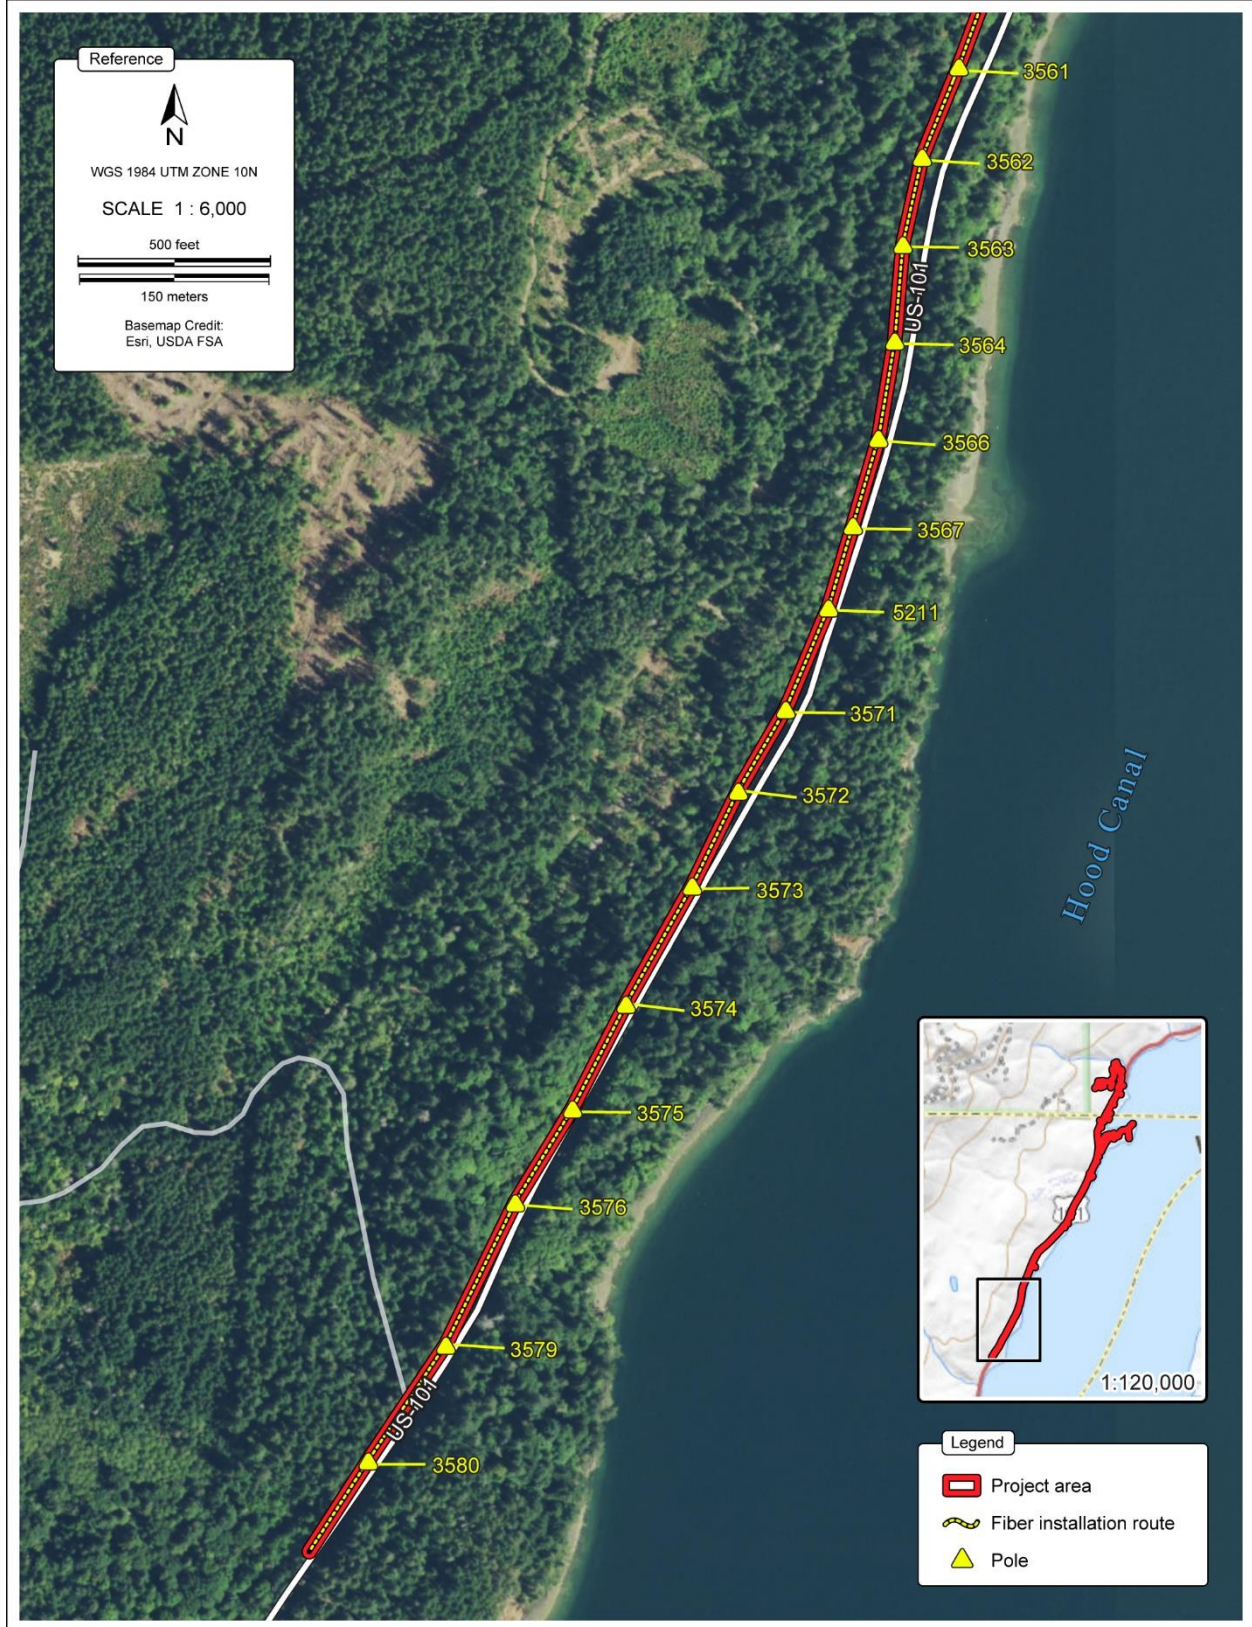 Reference
N
WGS 1984 UTM ZONE 10N
SCALE 1 : 6,000
500 feet
150 meters
Basemap Credit:
Esri, USDA FSA
3561
3562
3563
US-101
3564
3566
3567
5211
3571
3572
3573
Hood Canal
3574
3575
3576
3579
US-101
3580
101
1:120,000
Legend
Project area
Fiber installation route
Pole